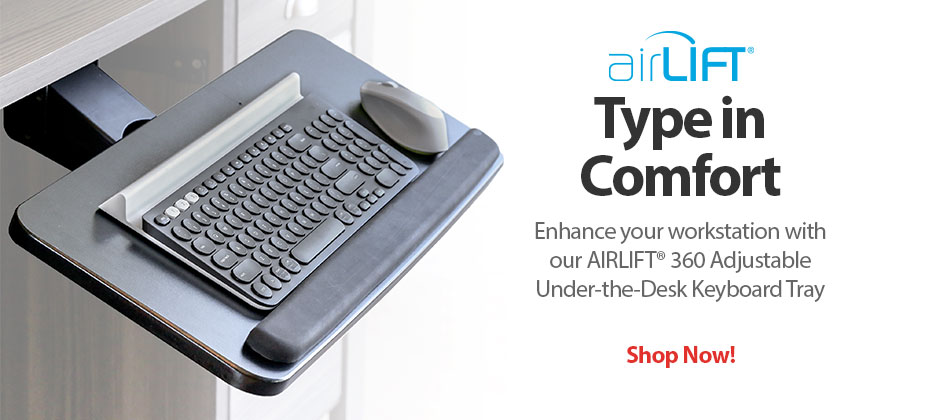 airLIFT®
Type in
Comfort
Enhance your workstation with
our AIRLIFT® 360 Adjustable
Under-the-Desk Keyboard Tray
Shop Now!